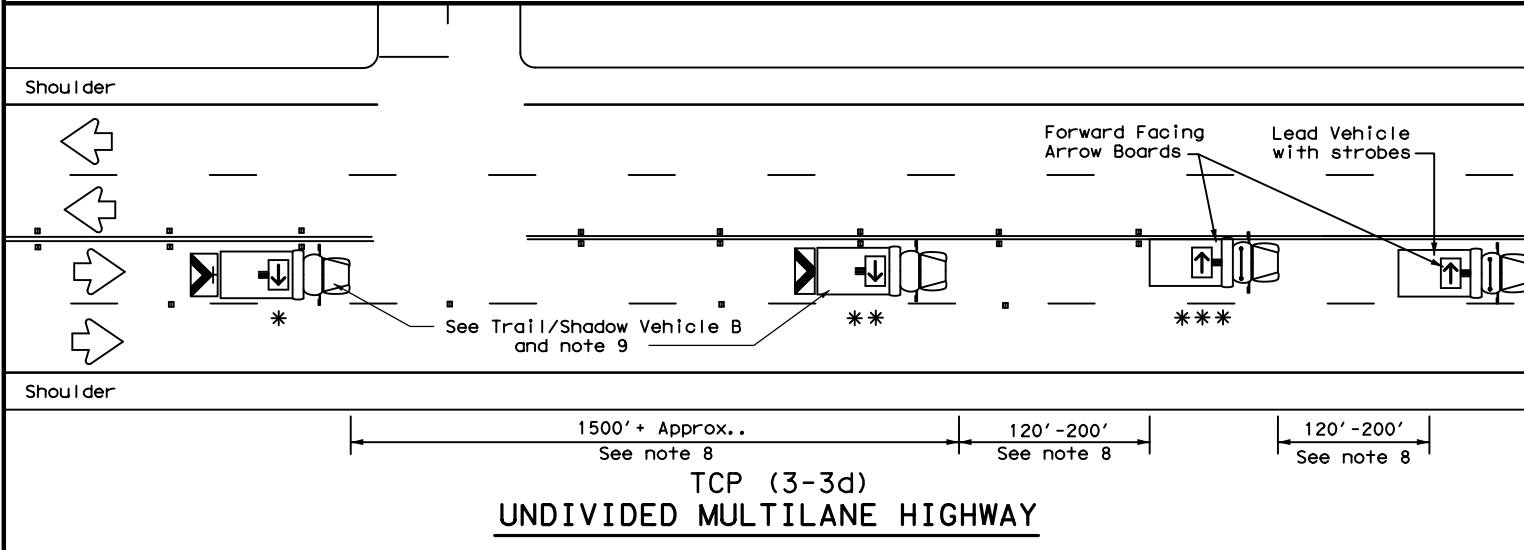 Shoulder
Forward Facing
Arrow Boards
Lead Vehicle
with strobes
*
**
***
See Trail/Shadow Vehicle B
and note 9
Shoulder
1500'+ Approx..
See note 8
120'-200'
See note 8
120'-200'
See note 8
TCP (3-3d)
UNDIVIDED MULTILANE HIGHWAY